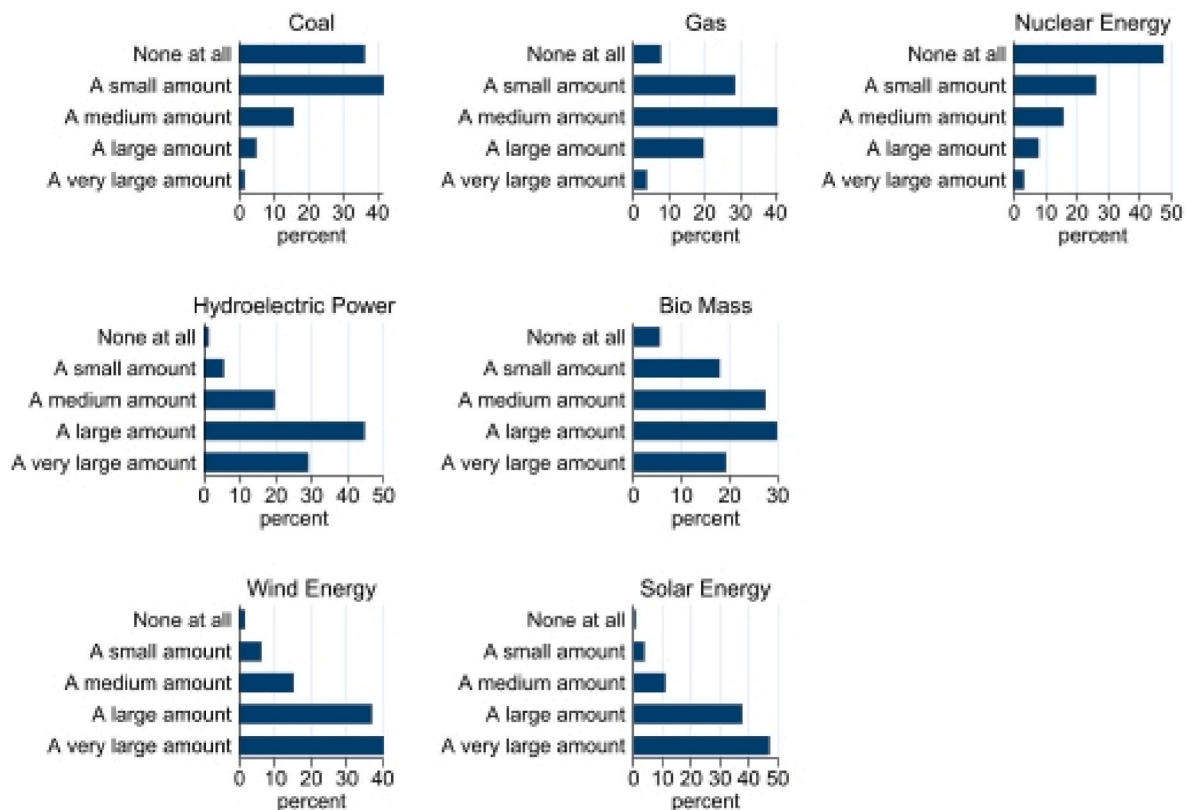 Coal
None at all
A small amount
A medium amount
A large amount
A very large amount
0 10 20 30 40
percent
Gas
None at all
A small amount
A medium amount
A large amount
A very large amount
0 10 20 30 40
percent
Nuclear Energy
None at all
A small amount
A medium amount
A large amount
A very large amount
0 10 20 30 40 50
percent
Hydroelectric Power
None at all
A small amount
A medium amount
A large amount
A very large amount
0 10 20 30 40 50
percent
Bio Mass
None at all
A small amount
A medium amount
A large amount
A very large amount
0 10 20 30
percent
Wind Energy
None at all
A small amount
A medium amount
A large amount
A very large amount
0 10 20 30 40
percent
Solar Energy
None at all
A small amount
A medium amount
A large amount
A very large amount
0 10 20 30 40 50
percent